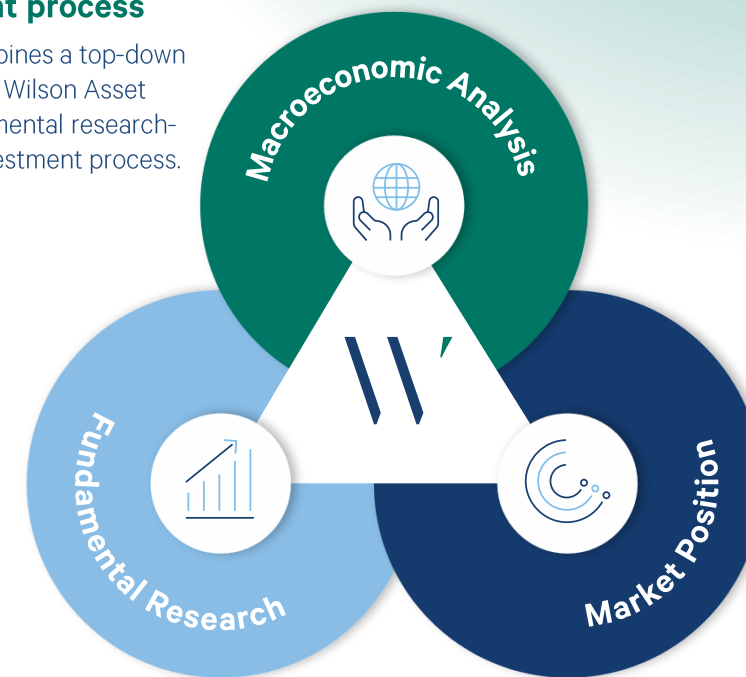 nt process
bines a top-down
Wilson Asset
mental research-
estment process.
Macroeconomic Analysis
Fundamental Research
Market Position